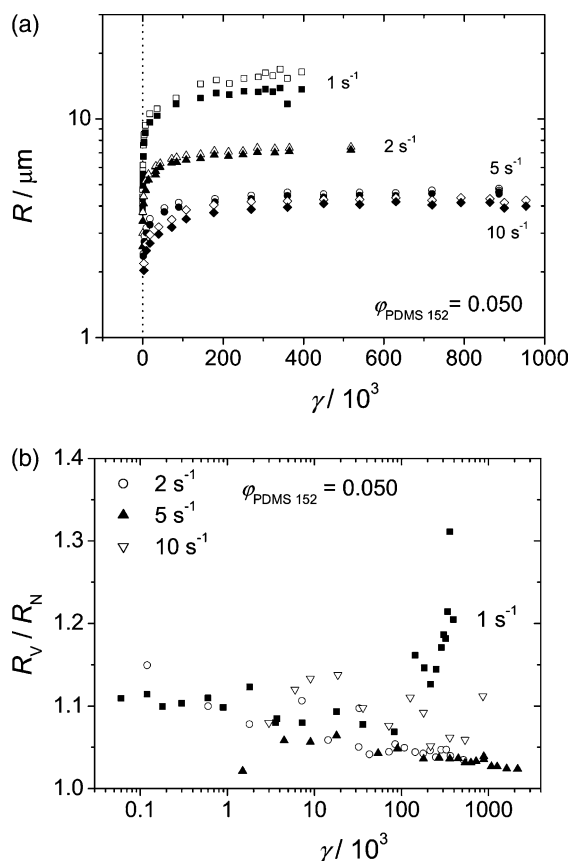 (a)
10
1
R / μm
1 s⁻¹
2 s⁻¹
5 s⁻¹
10 s⁻¹
φPDMS 152 = 0.050
0 200 400 600 800 1000
γ / 10³
(b)
1.4
1.3
1.2
1.1
1.0
RV / RN
2 s⁻¹
5 s⁻¹
10 s⁻¹
φPDMS 152 = 0.050
1 s⁻¹
0.1 1 10 100 1000
γ / 10³